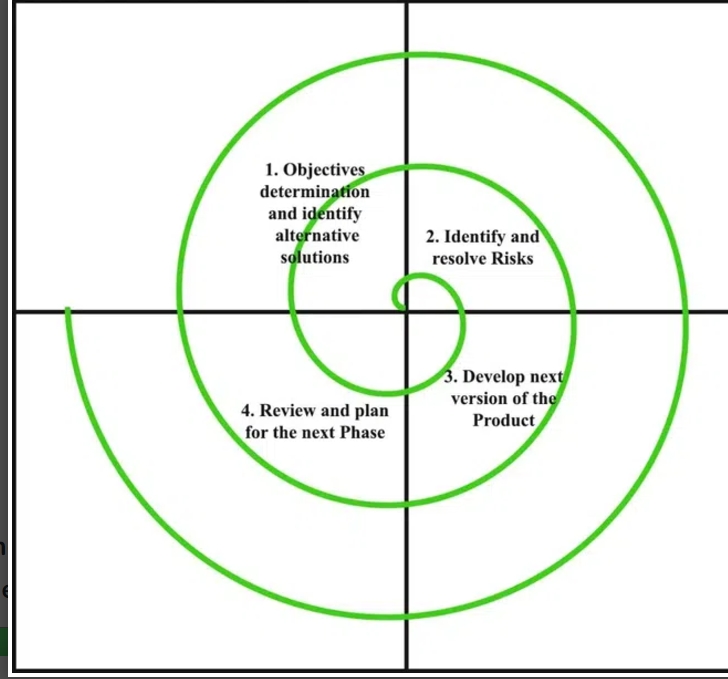 1. Objectives
determination
and identify
alternative
solutions
2. Identify and
resolve Risks
3. Develop next
version of the
Product
4. Review and plan
for the next Phase